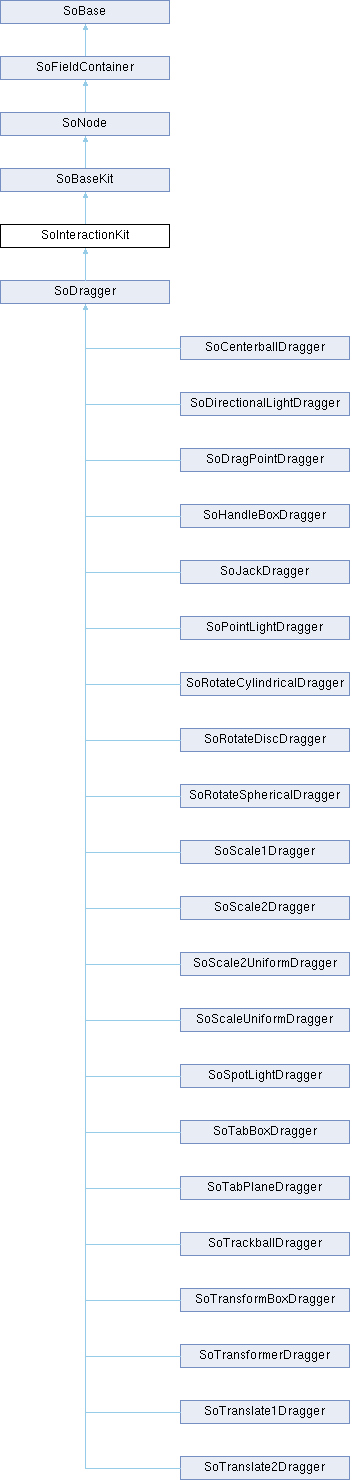 SoBase
SoFieldContainer
SoNode
SoBaseKit
SoInteractionKit
SoDragger
SoCenterballDragger
SoDirectionalLightDragger
SoDragPointDragger
SoHandleBoxDragger
SoJackDragger
SoPointLightDragger
SoRotateCylindricalDragger
SoRotateDiscDragger
SoRotateSphericalDragger
SoScale1Dragger
SoScale2Dragger
SoScale2UniformDragger
SoScaleUniformDragger
SoSpotLightDragger
SoTabBoxDragger
SoTabPlaneDragger
SoTrackballDragger
SoTransformBoxDragger
SoTransformerDragger
SoTranslate1Dragger
SoTranslate2Dragger